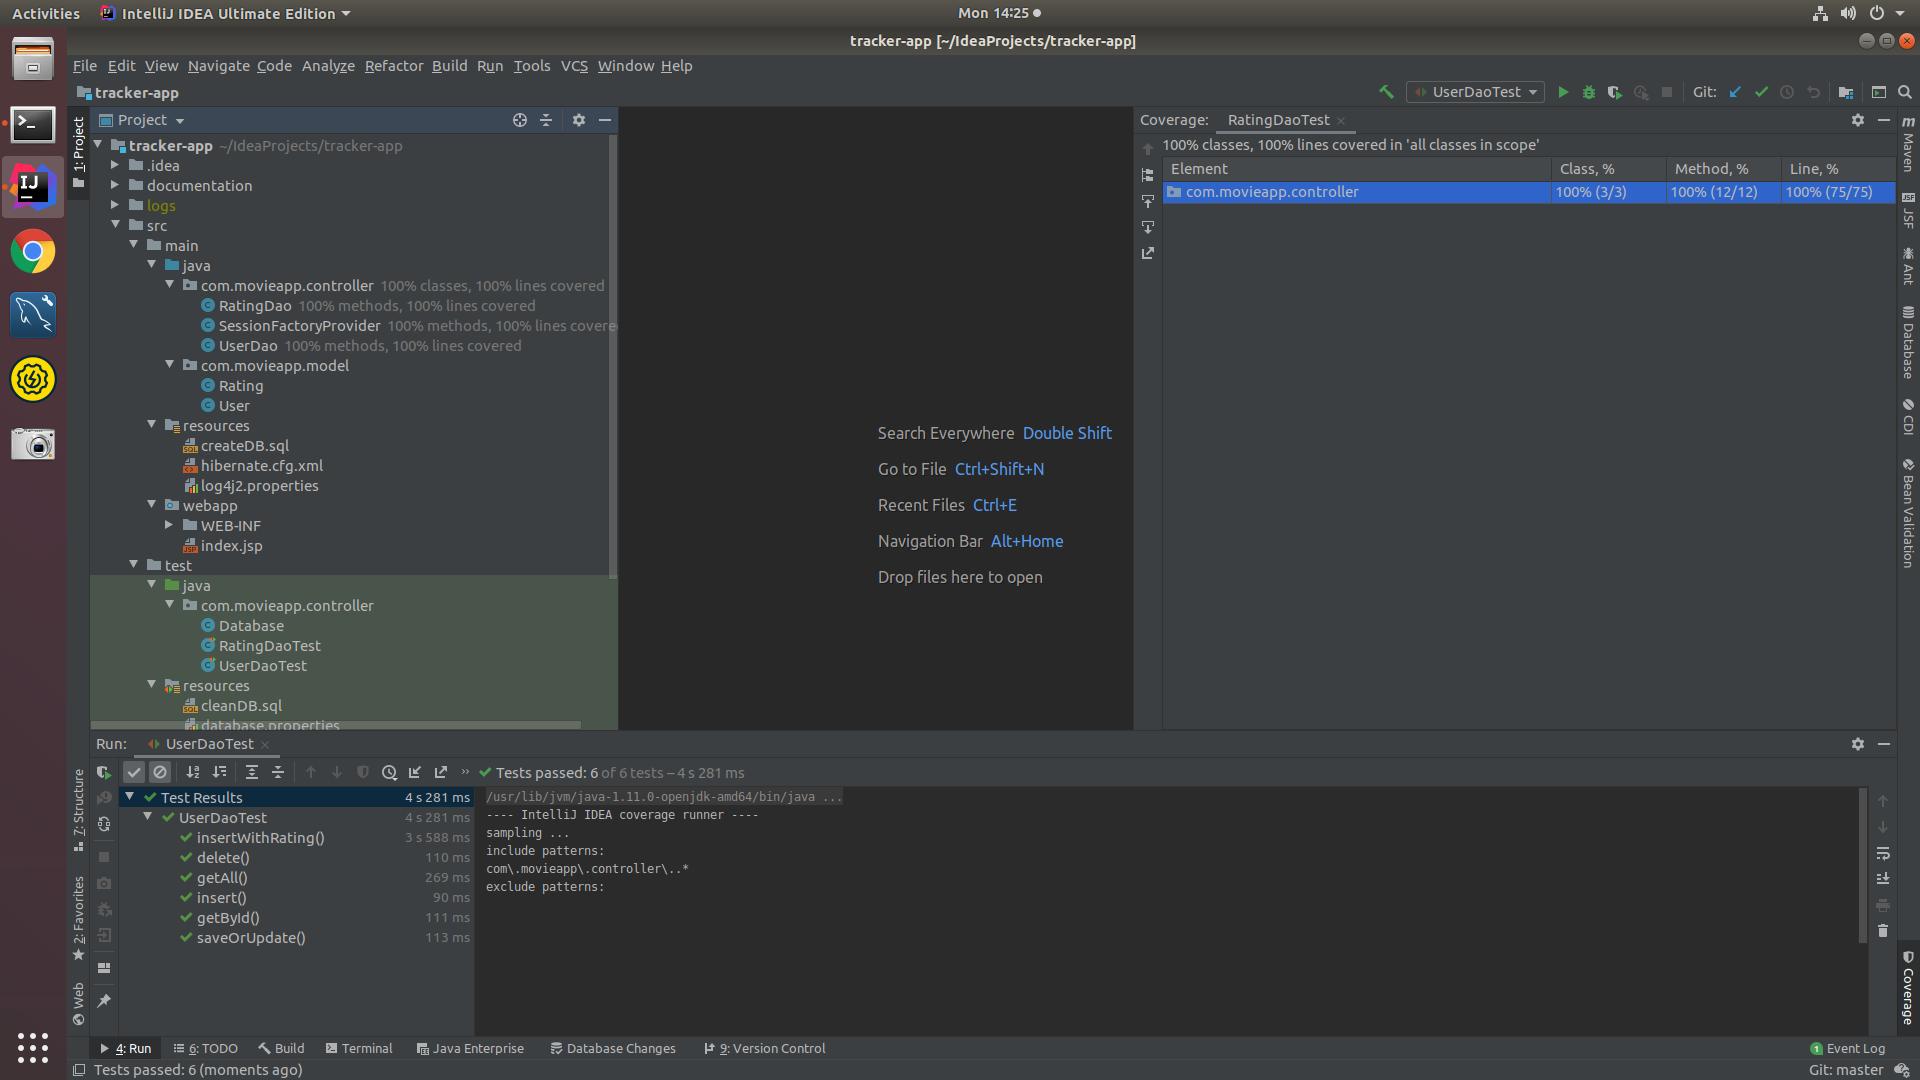 Activities IntelliJ IDEA Ultimate Edition Mon 14:25
tracker-app [~/IdeaProjects/tracker-app]
File Edit View Navigate Code Analyze Refactor Build Run Tools VCS Window Help
tracker-app UserDaoTest Git:
1: Project
Project
tracker-app ~/IdeaProjects/tracker-app
.idea
documentation
logs
src
main
java
com.movieapp.controller 100% classes, 100% lines covered
RatingDao 100% methods, 100% lines covered
SessionFactoryProvider 100% methods, 100% lines covere
UserDao 100% methods, 100% lines covered
com.movieapp.model
Rating
User
resources
createDB.sql
hibernate.cfg.xml
log4j2.properties
webapp
WEB-INF
index.jsp
test
java
com.movieapp.controller
Database
RatingDaoTest
UserDaoTest
resources
cleanDB.sql
database.properties
Search Everywhere Double Shift
Go to File Ctrl+Shift+N
Recent Files Ctrl+E
Navigation Bar Alt+Home
Drop files here to open
Coverage: RatingDaoTest
100% classes, 100% lines covered in 'all classes in scope'
Element Class, % Method, % Line, %
com.movieapp.controller 100% (3/3) 100% (12/12) 100% (75/75)
m Maven
JSF
Ant
Database
CDI
Bean Validation
Coverage
Run: UserDaoTest
Tests passed: 6 of 6 tests – 4 s 281 ms
Test Results 4 s 281 ms
UserDaoTest 4 s 281 ms
insertWithRating() 3 s 588 ms
delete() 110 ms
getAll() 269 ms
insert() 90 ms
getById() 111 ms
saveOrUpdate() 113 ms
/usr/lib/jvm/java-1.11.0-openjdk-amd64/bin/java ...
---- IntelliJ IDEA coverage runner ----
sampling ...
include patterns:
com\.movieapp\.controller\..*
exclude patterns:
7: Structure
2: Favorites
Web
4: Run 6: TODO Build Terminal Java Enterprise Database Changes 9: Version Control 1 Event Log
Tests passed: 6 (moments ago) Git: master